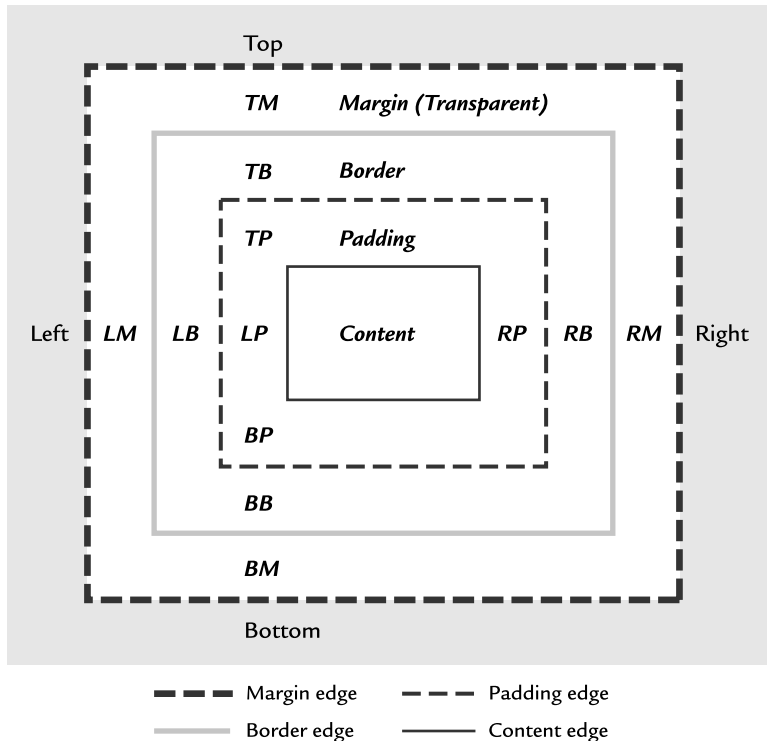 Top
TM Margin (Transparent)
TB Border
TP Padding
Left LM LB LP Content RP RB RM Right
BP
BB
BM
Bottom
Margin edge Padding edge
Border edge Content edge